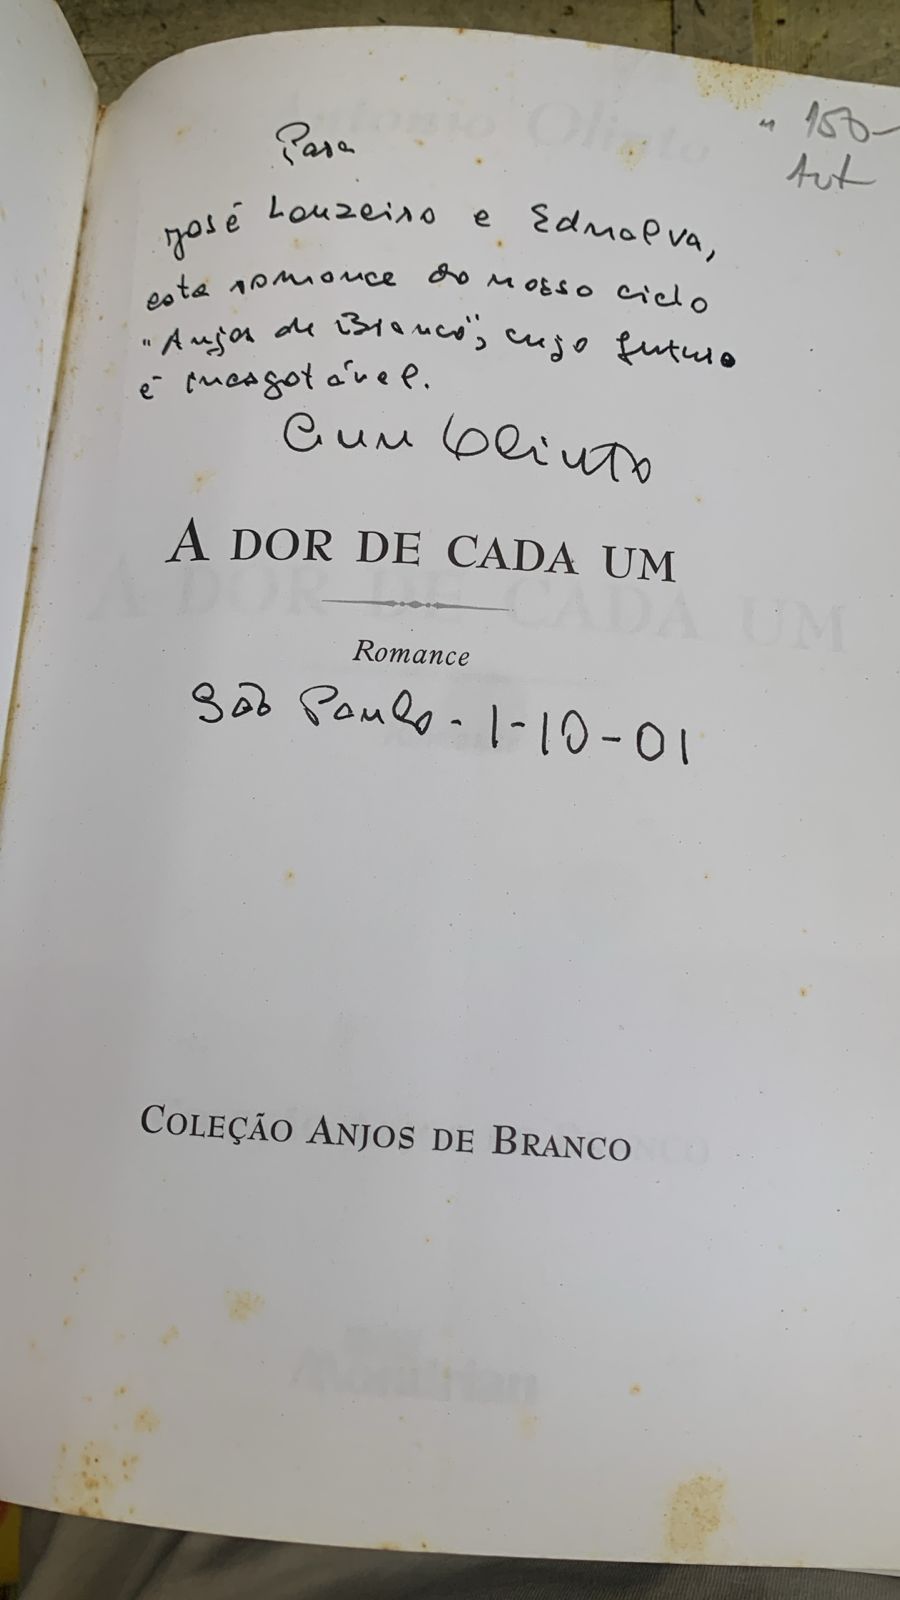 " 150-
Aut
Para
José Louzeiro e Ednalva,
este romance do nosso ciclo
"Anjos de Branco", cujo futuro
é inesgotável.
Olinto
A DOR DE CADA UM
Romance
São Paulo - 1-10-01
COLEÇÃO ANJOS DE BRANCO